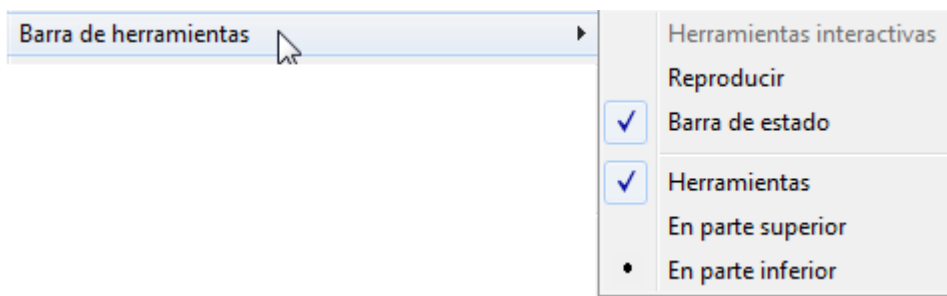 Barra de herramientas
Herramientas interactivas
Reproducir
Barra de estado
Herramientas
En parte superior
En parte inferior